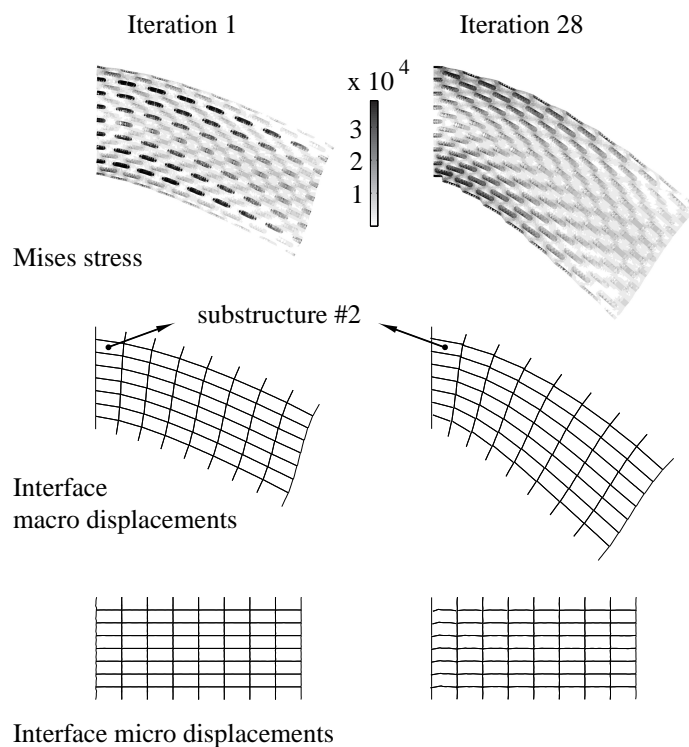 Iteration 1
Iteration 28
x 10 4
3
2
1
Mises stress
substructure #2
Interface
macro displacements
Interface micro displacements